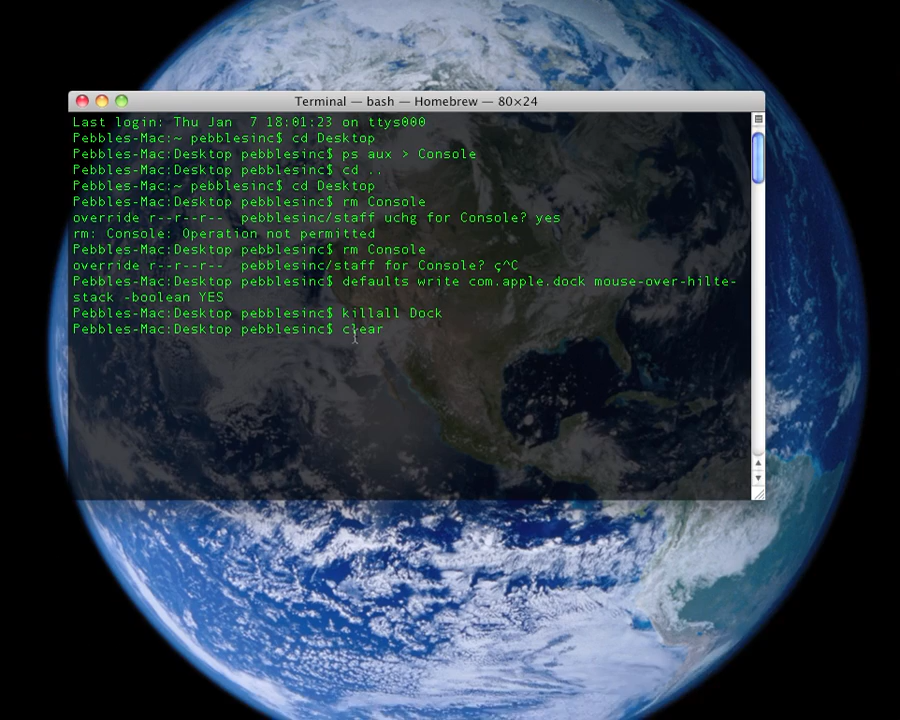 Terminal — bash — Homebrew — 80×24
Last login: Thu Jan  7 18:01:23 on ttys000
Pebbles-Mac:~ pebblesinc$ cd Desktop
Pebbles-Mac:Desktop pebblesinc$ ps aux > Console
Pebbles-Mac:Desktop pebblesinc$ cd ..
Pebbles-Mac:~ pebblesinc$ cd Desktop
Pebbles-Mac:Desktop pebblesinc$ rm Console
override r--r--r--  pebblesinc/staff uchg for Console? yes
rm: Console: Operation not permitted
Pebbles-Mac:Desktop pebblesinc$ rm Console
override r--r--r--  pebblesinc/staff for Console? ç^C
Pebbles-Mac:Desktop pebblesinc$ defaults write com.apple.dock mouse-over-hilte-
stack -boolean YES
Pebbles-Mac:Desktop pebblesinc$ killall Dock
Pebbles-Mac:Desktop pebblesinc$ clear